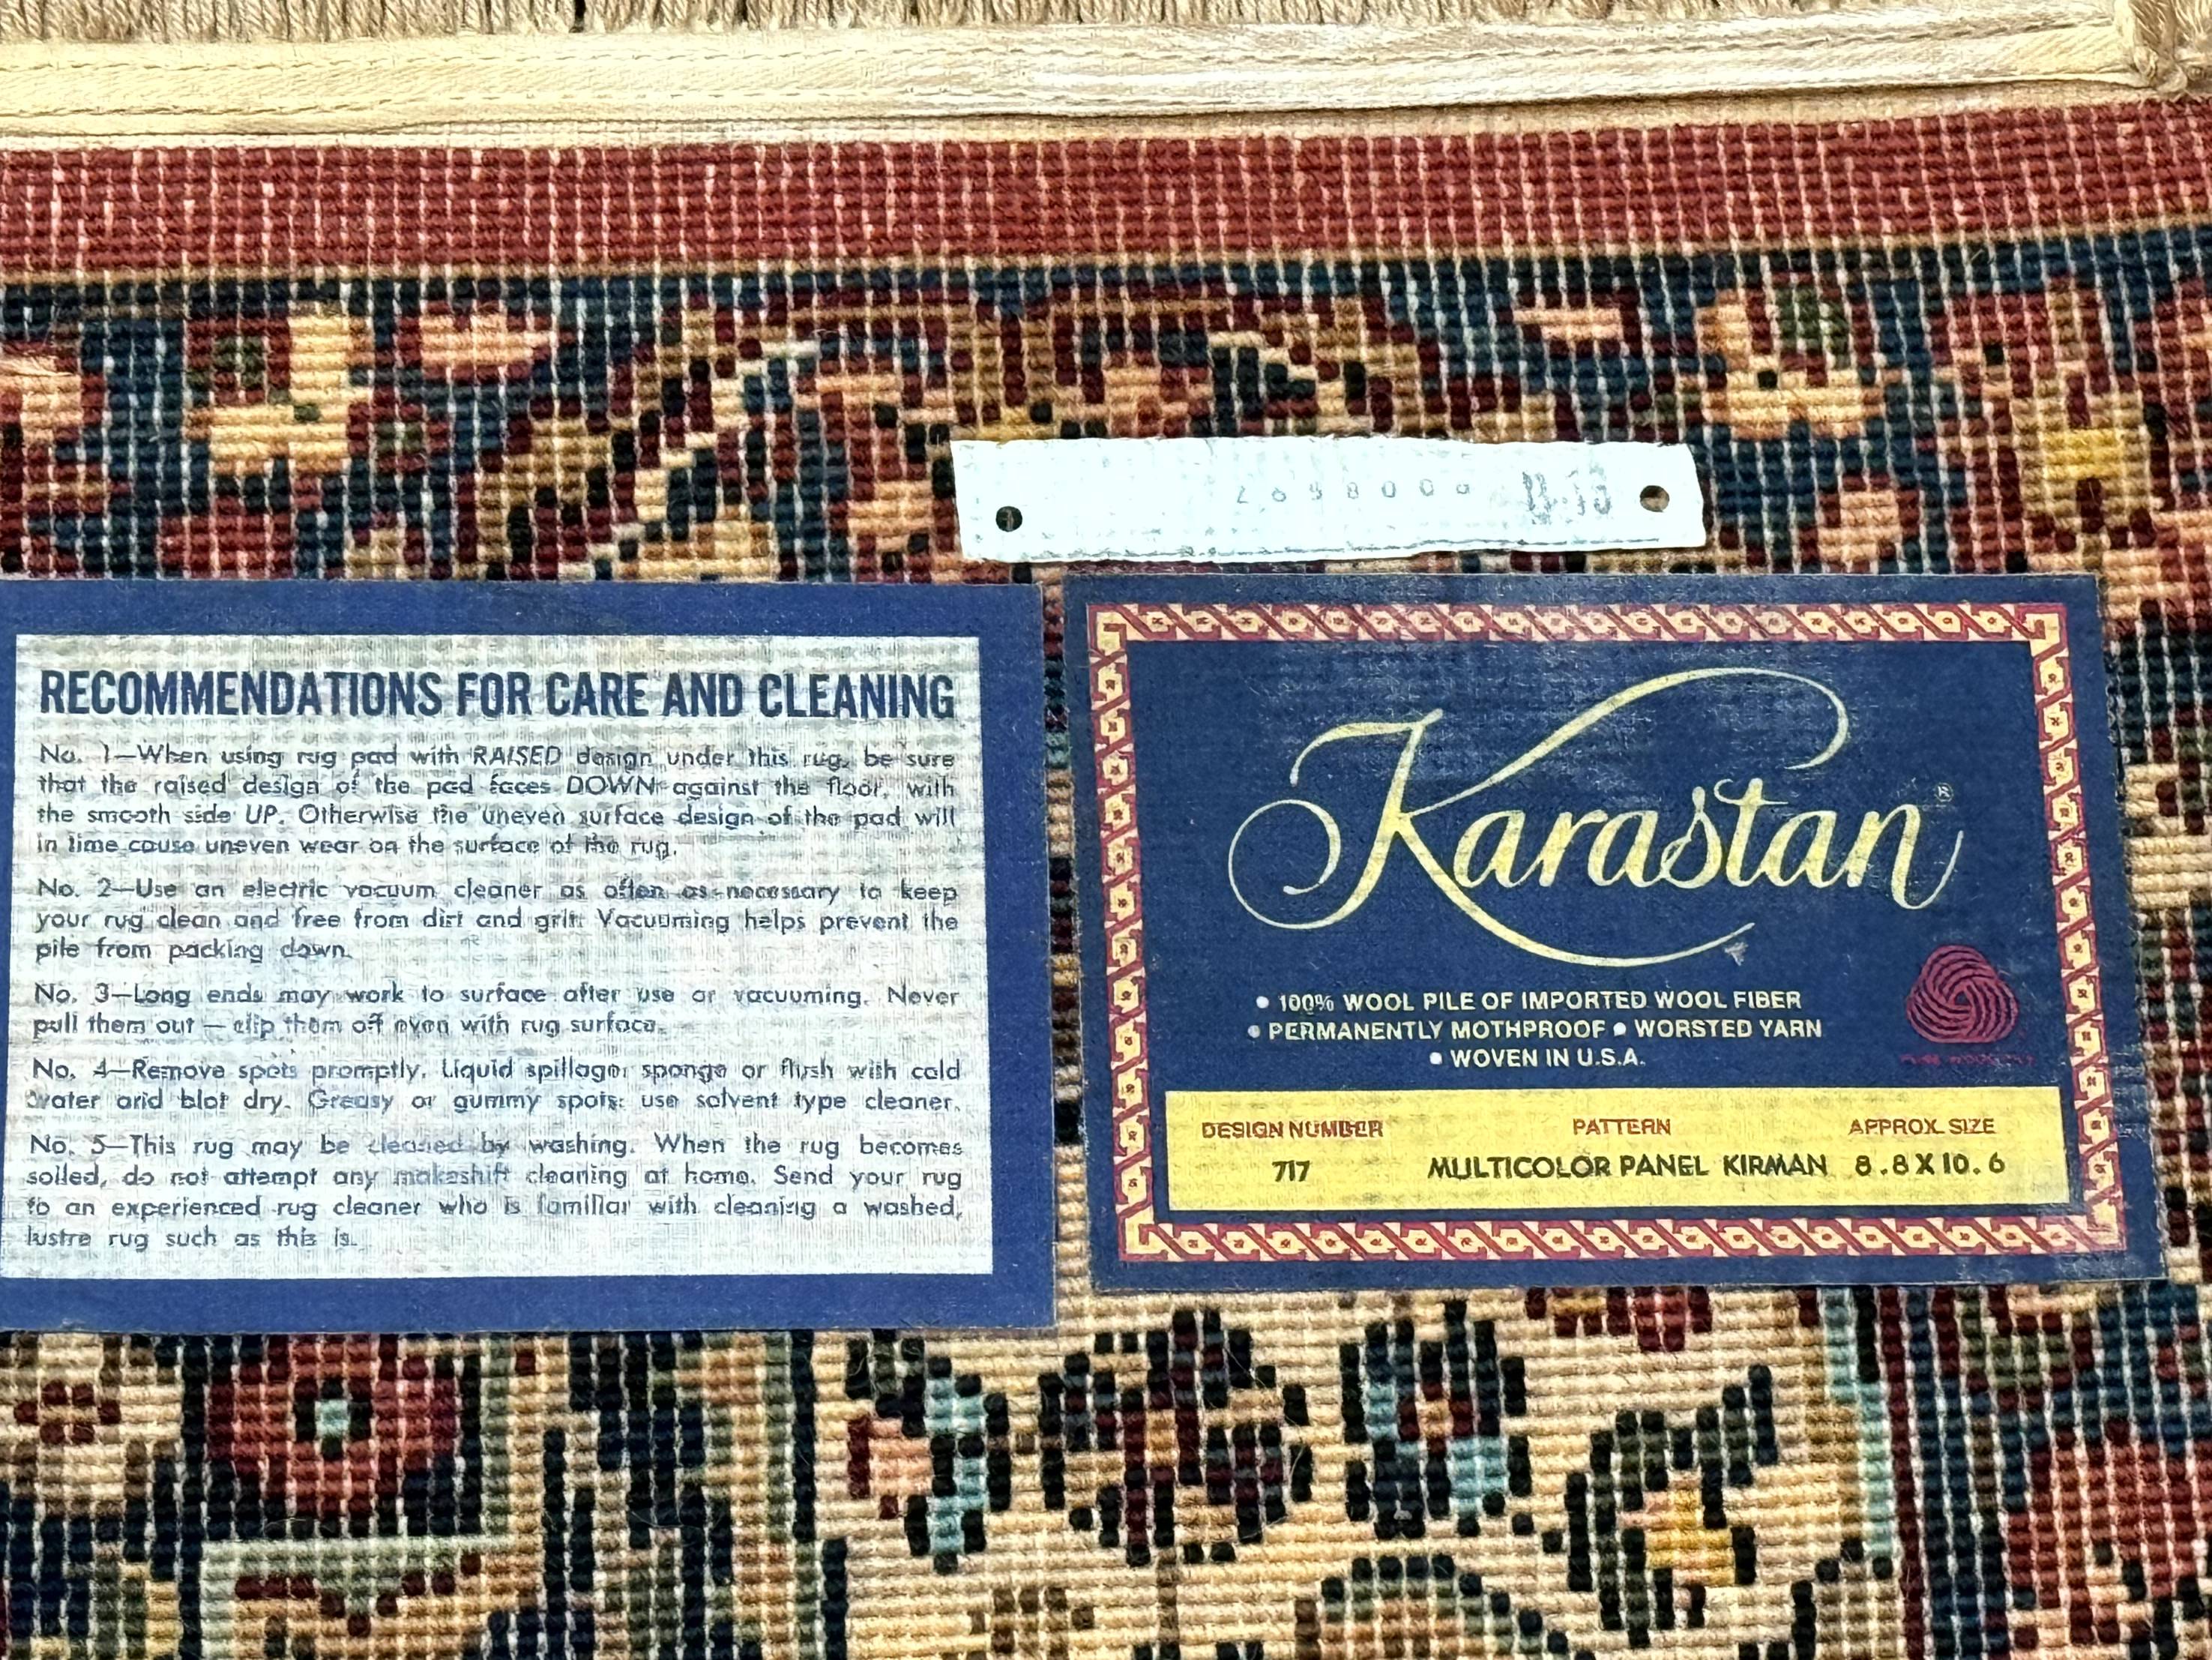 RECOMMENDATIONS FOR CARE AND CLEANING
No. 1—When using rug pad with RAISED design under this rug, be sure
that the raised design of the pad faces DOWN against the floor, with
the smooth side UP. Otherwise the uneven surface design of the pad will
in time cause uneven wear on the surface of the rug.
No. 2—Use an electric vacuum cleaner as often as necessary to keep
your rug clean and free from dirt and grit. Vacuuming helps prevent the
pile from packing down.
No. 3—Long ends may work to surface after use or vacuuming. Never
pull them out — clip them off even with rug surface.
No. 4—Remove spots promptly. Liquid spillage: sponge or flush with cold
water and blot dry. Greasy or gummy spots: use solvent type cleaner.
No. 5—This rug may be cleaned by washing. When the rug becomes
soiled, do not attempt any makeshift cleaning at home. Send your rug
to an experienced rug cleaner who is familiar with cleaning a washed,
lustre rug such as this is.
Karastan®
• 100% WOOL PILE OF IMPORTED WOOL FIBER
• PERMANENTLY MOTHPROOF • WORSTED YARN
• WOVEN IN U.S.A.
DESIGN NUMBER PATTERN APPROX. SIZE
717 MULTICOLOR PANEL KIRMAN 8.8 X 10.6